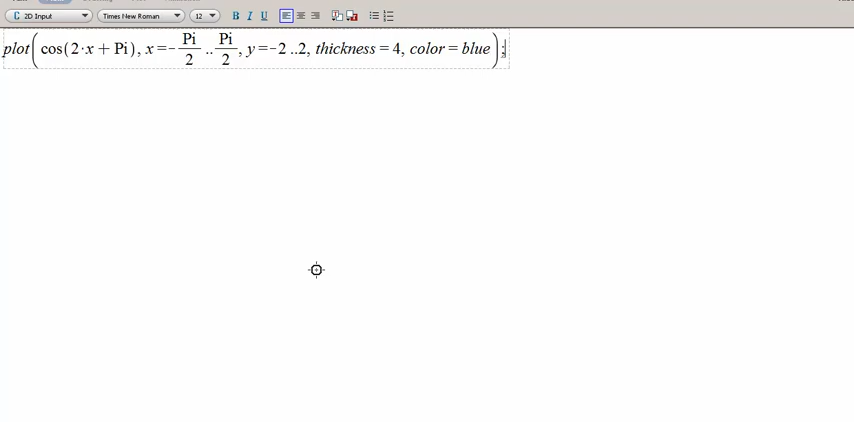 2D Input Times New Roman 12 B I U
plot(cos(2·x + Pi), x = -Pi/2 .. Pi/2, y = -2 ..2, thickness = 4, color = blue);